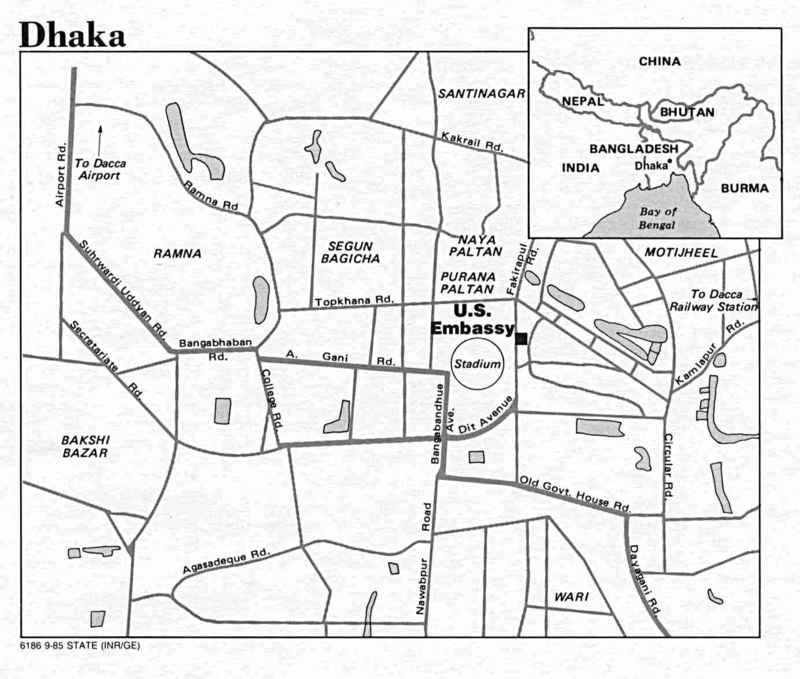 Dhaka
CHINA
NEPAL
BHUTAN
BANGLADESH
Dhaka
INDIA
BURMA
Bay of
Bengal
SANTINAGAR
Kakrail Rd.
Airport Rd.
To Dacca
Airport
Ramna Rd
RAMNA
SEGUN
BAGICHA
NAYA
PALTAN
PURANA
PALTAN
Fakirapul
Rd.
MOTIJHEEL
To Dacca
Railway Station
Suhrwardi Uddyan Rd.
Topkhana Rd.
U.S.
Embassy
Stadium
Secretariate Rd
Bangabhaban
Rd.
A. Gani Rd.
College Rd.
Bangabandhue
Ave.
Dit Avenue
Kamlapur Rd.
BAKSHI
BAZAR
Circular Rd.
Old Govt. House Rd.
Nawabpur Road
Agasadeque Rd.
WARI
Dayagani Rd.
6186 9-85 STATE (INR/GE)